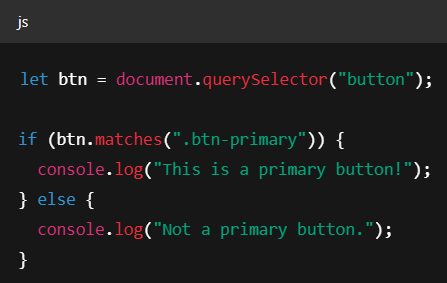 js
let btn = document.querySelector("button");
if (btn.matches(".btn-primary")) {
  console.log("This is a primary button!");
} else {
  console.log("Not a primary button.");
}